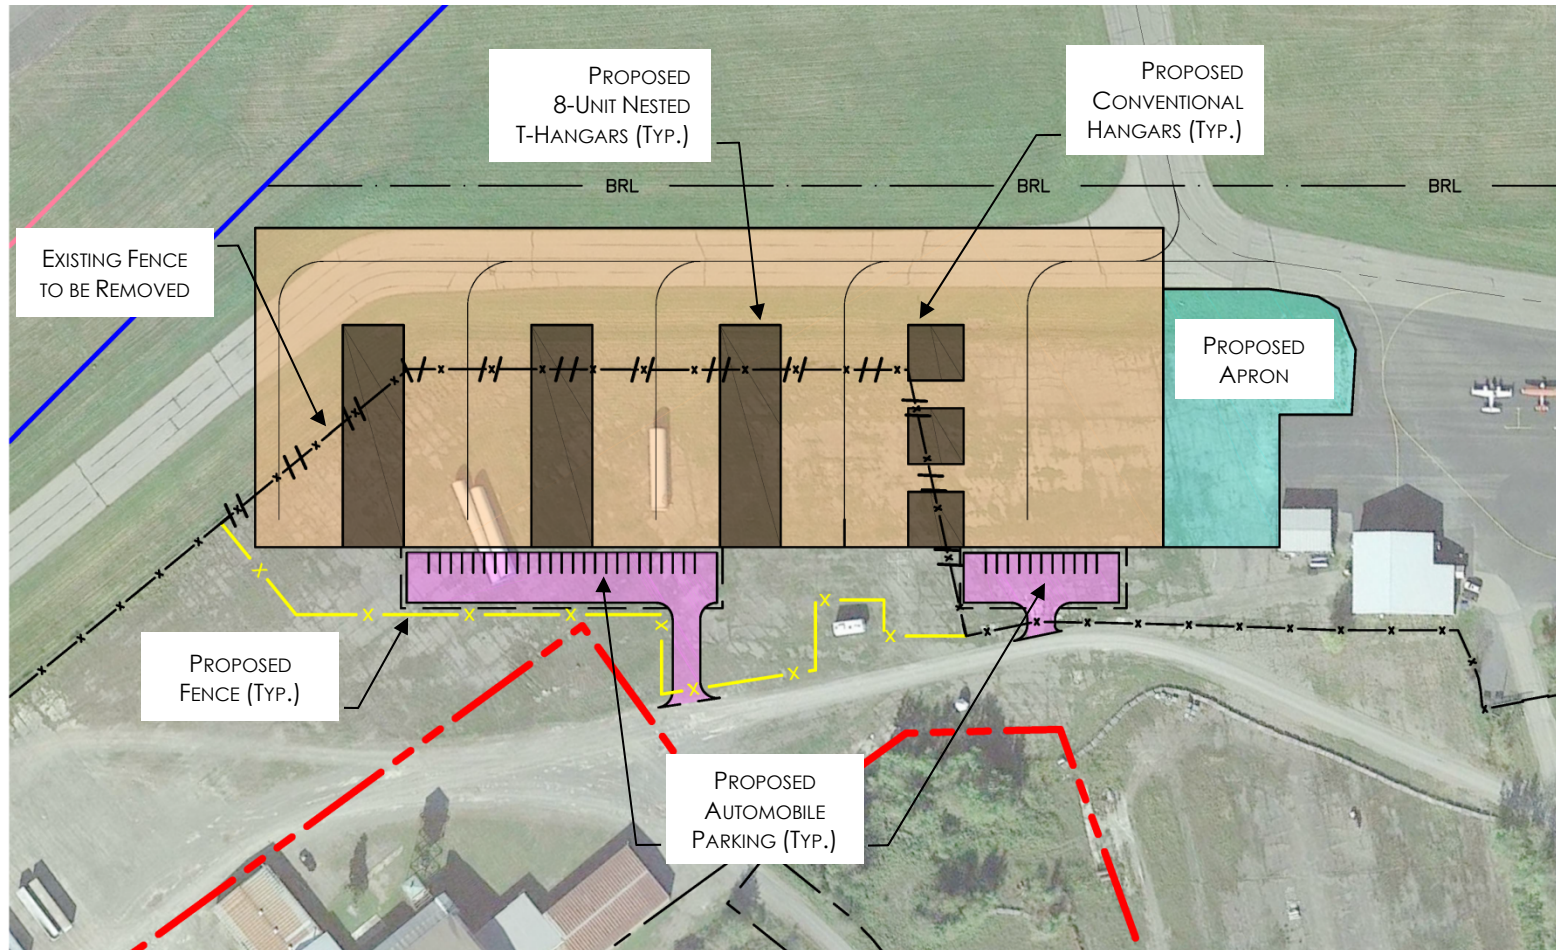 PROPOSED
8-UNIT NESTED
T-HANGARS (TYP.)
PROPOSED
CONVENTIONAL
HANGARS (TYP.)
BRL
BRL
BRL
EXISTING FENCE
TO BE REMOVED
PROPOSED
APRON
PROPOSED
FENCE (TYP.)
PROPOSED
AUTOMOBILE
PARKING (TYP.)